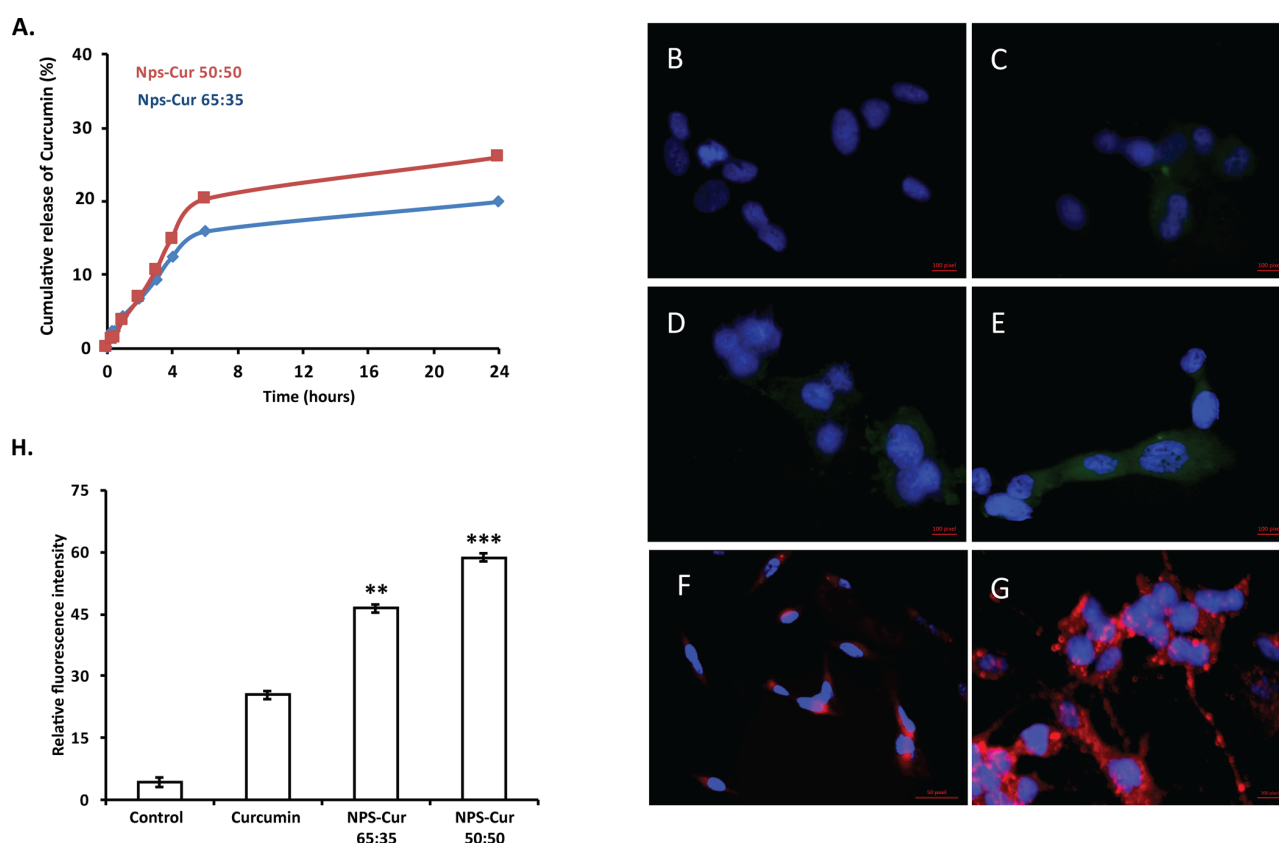 A.
Cumulative release of Curcumin (%)
40
30
20
10
0
Nps-Cur 50:50
Nps-Cur 65:35
0 4 8 12 16 20 24
Time (hours)
B
100 pixel
C
100 pixel
D
100 pixel
E
100 pixel
F
50 pixel
G
H.
Relative fluorescence intensity
75
60
45
30
15
0
**
***
Control Curcumin NPS-Cur NPS-Cur
65:35 50:50